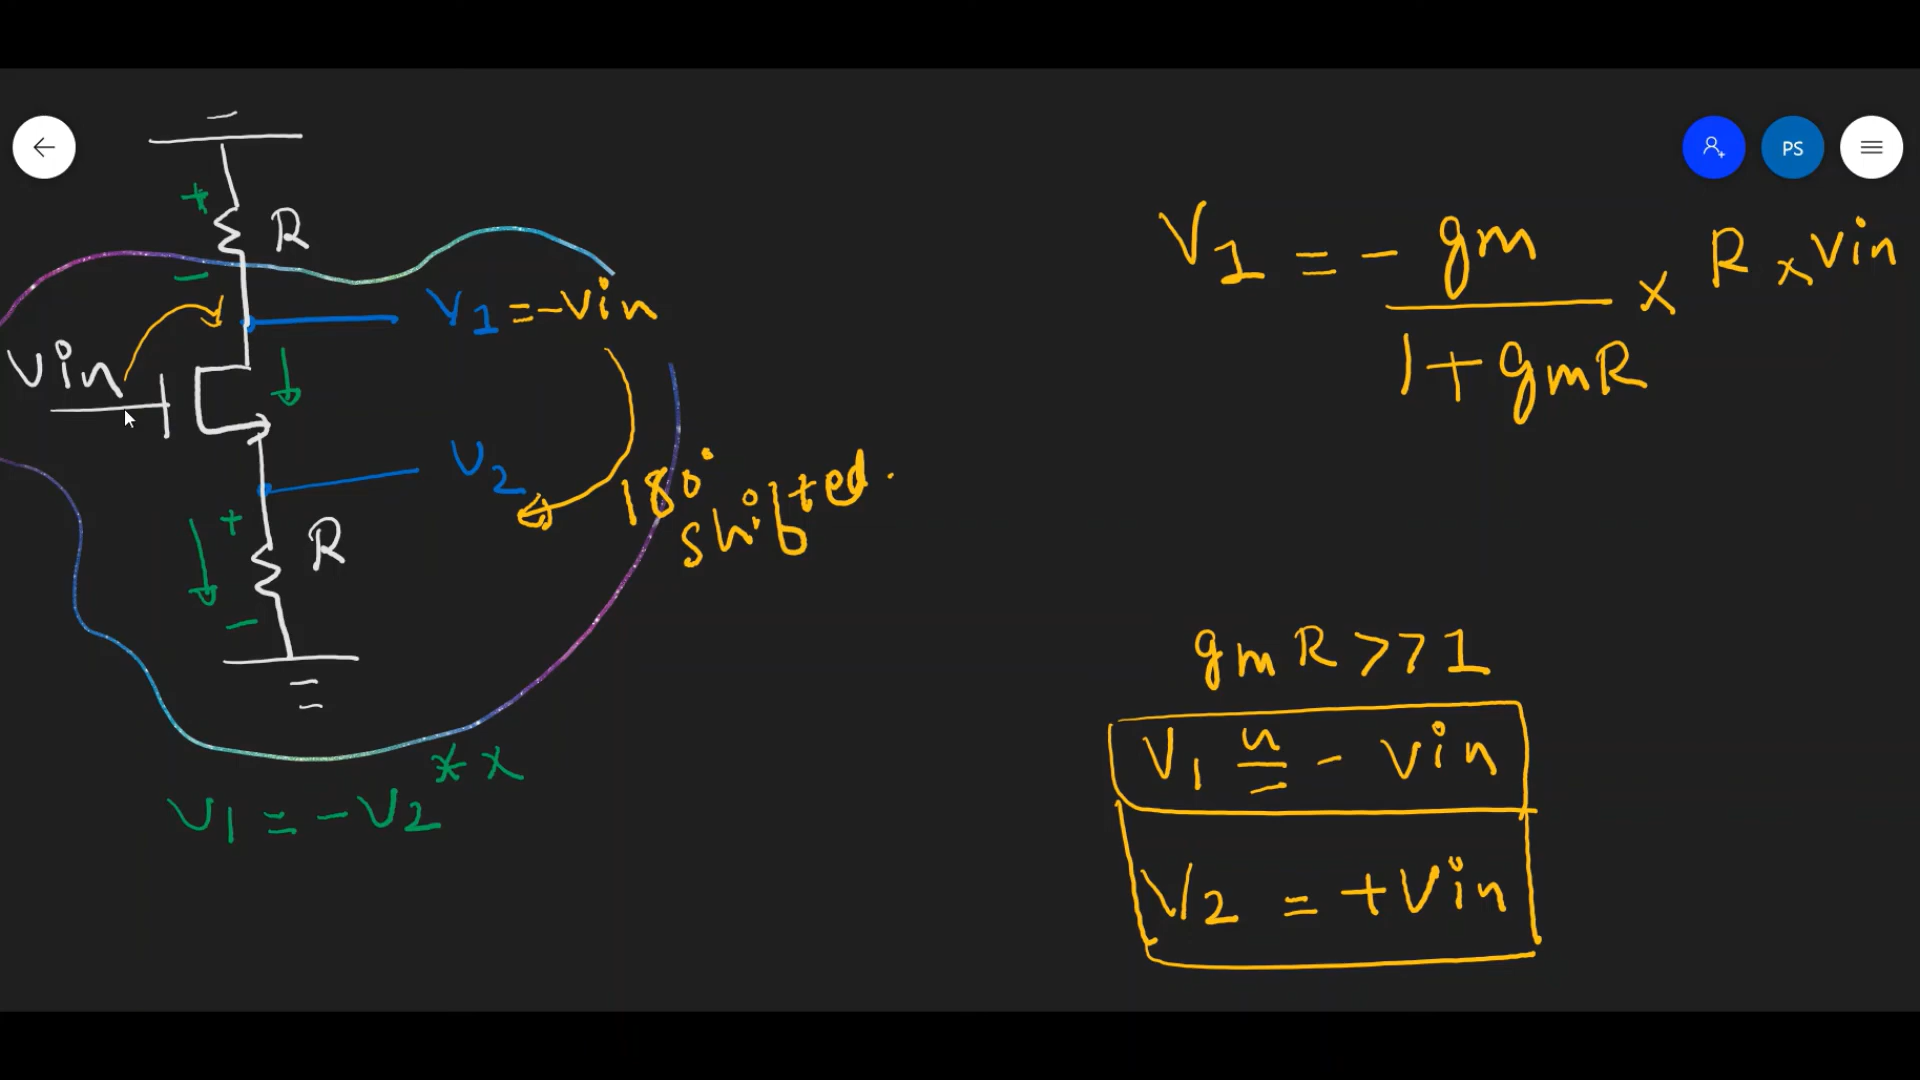 PS
+
R
−
V1 = -Vin
Vin
V2
180° shifted.
+
R
−
V1 = -V2 ** x
V1 = - gm / 1 + gmR x R x Vin
gmR >> 1
V1 ≅ - Vin
V2 = + Vin